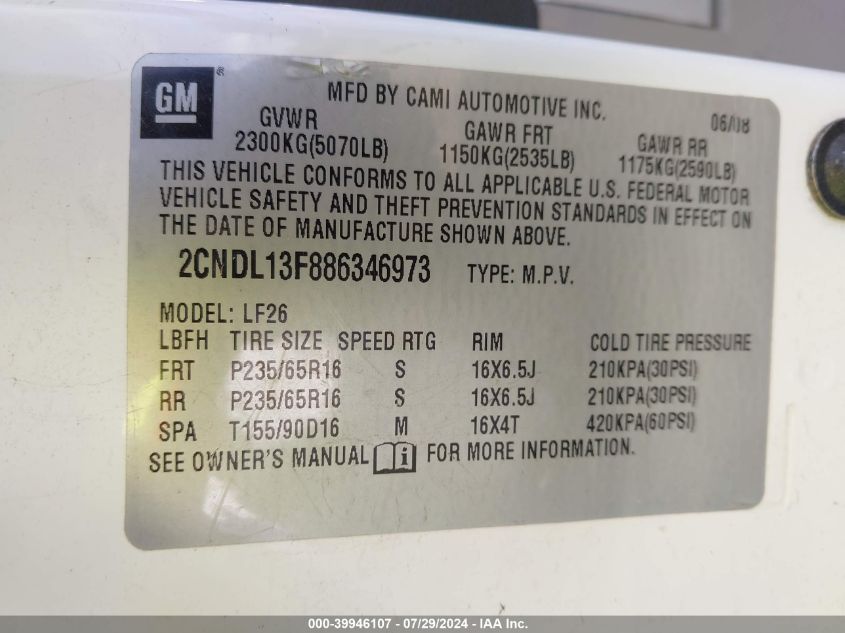 GM ®
MFD BY CAMI AUTOMOTIVE INC. 06/08
GVWR GAWR FRT GAWR RR
2300KG(5070LB) 1150KG(2535LB) 1175KG(2590LB)
THIS VEHICLE CONFORMS TO ALL APPLICABLE U.S. FEDERAL MOTOR
VEHICLE SAFETY AND THEFT PREVENTION STANDARDS IN EFFECT ON
THE DATE OF MANUFACTURE SHOWN ABOVE.
2CNDL13F886346973 TYPE: M.P.V.
MODEL: LF26
LBFH TIRE SIZE SPEED RTG RIM COLD TIRE PRESSURE
FRT P235/65R16 S 16X6.5J 210KPA(30PSI)
RR P235/65R16 S 16X6.5J 210KPA(30PSI)
SPA T155/90D16 M 16X4T 420KPA(60PSI)
SEE OWNER'S MANUAL i FOR MORE INFORMATION.
000-39946107 - 07/29/2024 - IAA Inc.